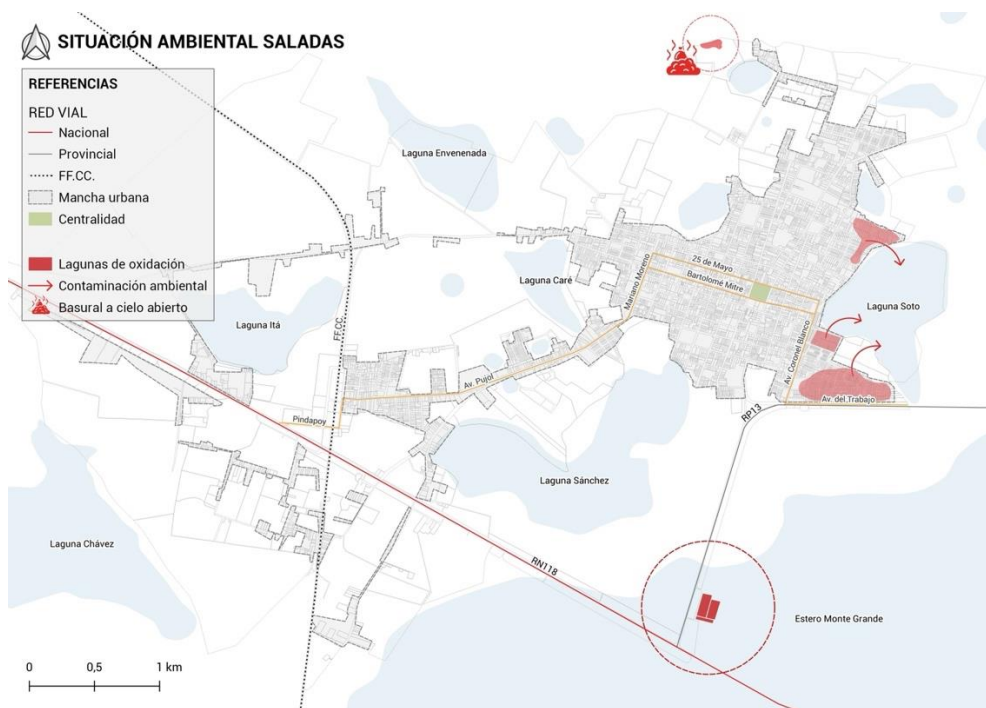 SITUACIÓN AMBIENTAL SALADAS
REFERENCIAS
RED VIAL
Nacional
Provincial
FF.CC.
Mancha urbana
Centralidad
Lagunas de oxidación
Contaminación ambiental
Basural a cielo abierto
Laguna Envenenada
25 de Mayo
Bartolomé Mitre
Mariano Moreno
Laguna Caré
Laguna Soto
Laguna Itá
FF.CC.
Av. Coronel Blanco
Av. Pujol
Av. del Trabajo
Pindapoy
RP13
Laguna Sánchez
Laguna Chávez
RN118
Estero Monte Grande
0 0,5 1 km